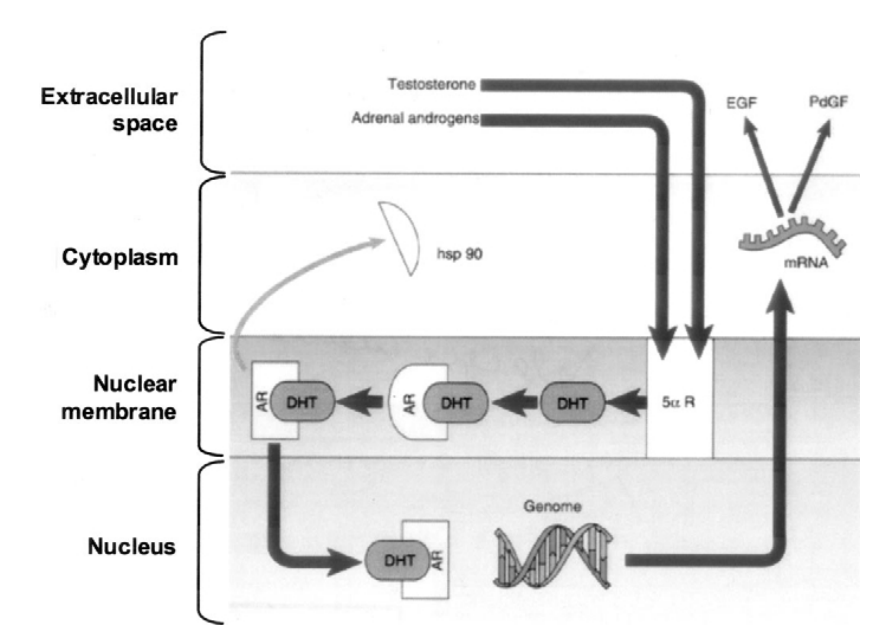 Extracellular
space
Testosterone
Adrenal androgens
EGF
PdGF
Cytoplasm
hsp 90
mRNA
Nuclear
membrane
AR
DHT
AR
DHT
DHT
5α R
Nucleus
DHT
AR
Genome